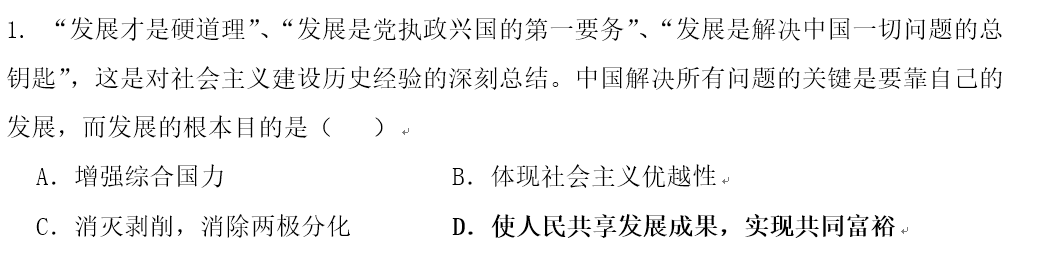 1. “发展才是硬道理”、“发展是党执政兴国的第一要务”、“发展是解决中国一切问题的总
钥匙”，这是对社会主义建设历史经验的深刻总结。中国解决所有问题的关键是要靠自己的
发展，而发展的根本目的是（　　）
A. 增强综合国力　　B. 体现社会主义优越性
C. 消灭剥削，消除两极分化　　D. 使人民共享发展成果，实现共同富裕